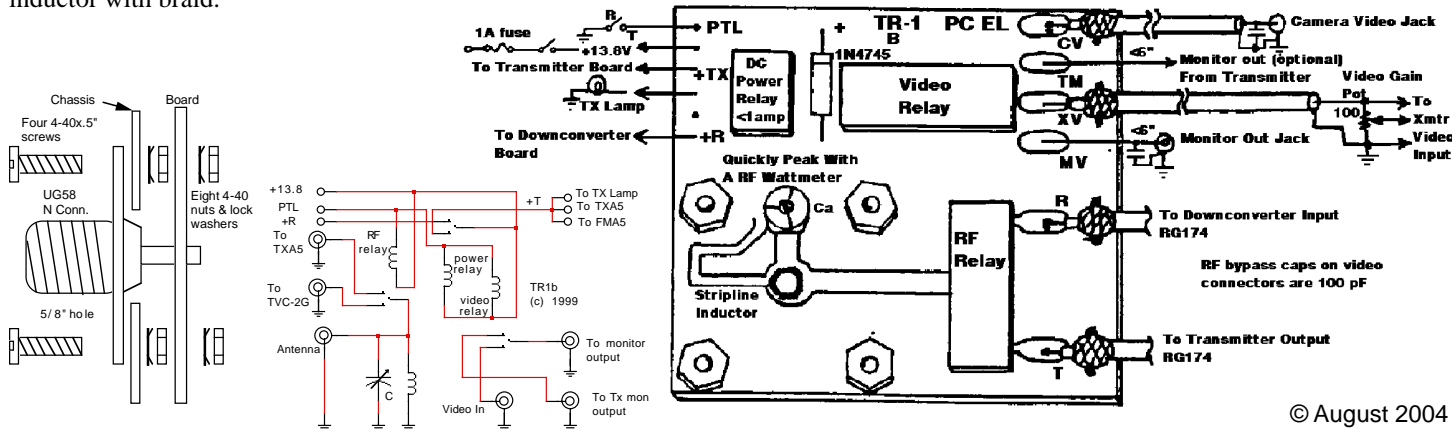 inductor with braid.
R
T
1A fuse
+13.8V
To Transmitter Board
TX Lamp
To Downconverter
Board
PTL
+TX
+R
DC
Power
Relay
<1amp
+ TR-1 PC EL
B
1N4745
Video
Relay
CV
TM
XV
MV
Camera Video Jack
<6"
Monitor out (optional)
From Transmitter
Video Gain
Pot
100
To
Xmtr
Video
Input
<6"
Monitor Out Jack
Quickly Peak With
A RF Wattmeter
Ca
Stripline
Inductor
RF
Relay
R
To Downconverter Input
RG174
RF bypass caps on video
connectors are 100 pF
To Transmitter Output
RG174
T
Chassis
Board
Four 4-40x.5"
screws
UG58
N Conn.
Eight 4-40
nuts & lock
washers
5/8" hole
+13.8
PTL
+R
To
TXA5
To
TVC-2G
Antenna
RF
relay
power
relay
video
relay
+T
To TX Lamp
To TXA5
To FMA5
TR1b
(c) 1999
C
To monitor
output
Video In
To Tx mon
output
© August 2004